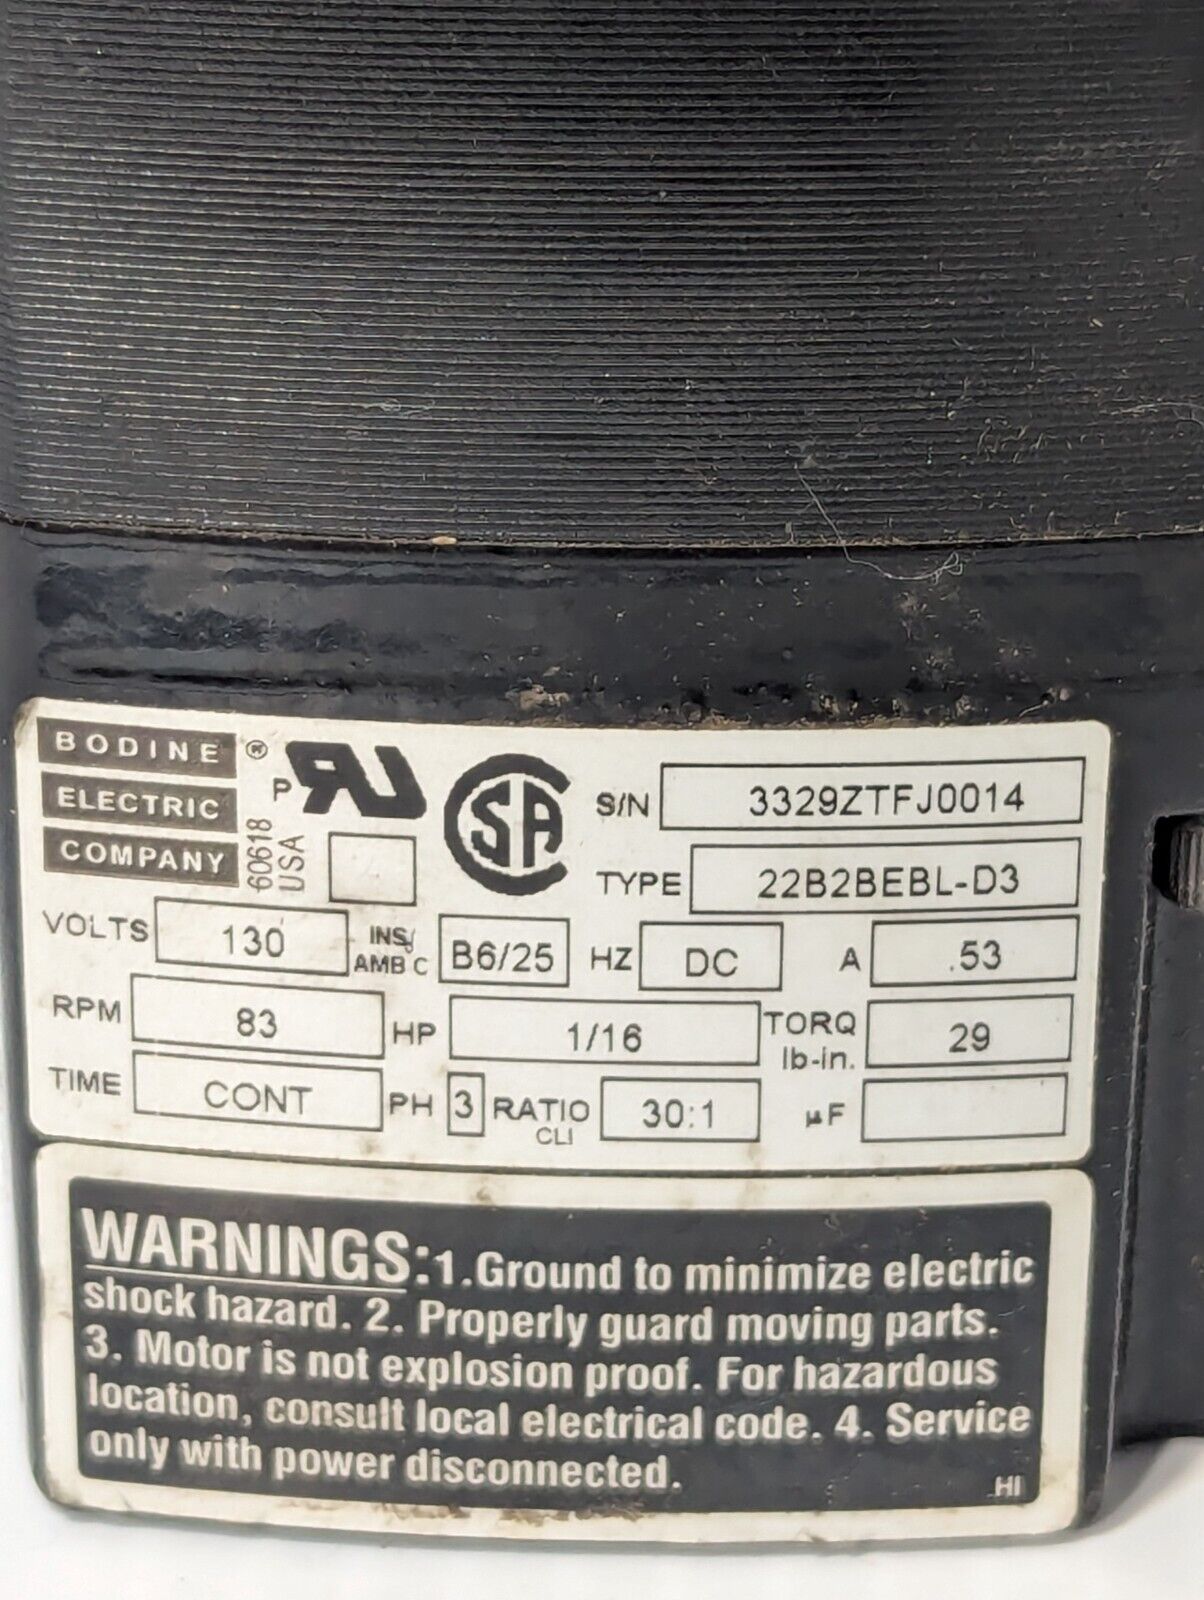 BODINE ®
ELECTRIC
COMPANY
60618
USA
P
S/N 3329ZTFJ0014
TYPE 22B2BEBL-D3
VOLTS 130 INS/ AMB C B6/25 HZ DC A .53
RPM 83 HP 1/16 TORQ lb-in. 29
TIME CONT PH 3 RATIO CLI 30:1 µF
WARNINGS:1.Ground to minimize electric
shock hazard. 2. Properly guard moving parts.
3. Motor is not explosion proof. For hazardous
location, consult local electrical code. 4. Service
only with power disconnected.
HI